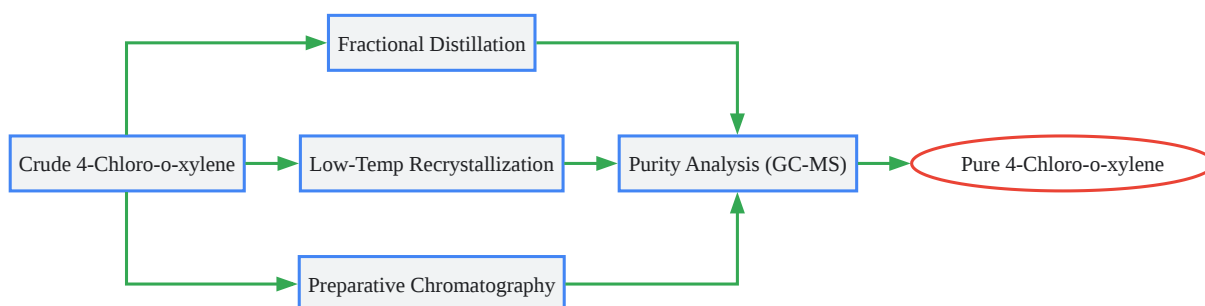 Fractional Distillation
Crude 4-Chloro-o-xylene
Low-Temp Recrystallization
Purity Analysis (GC-MS)
Pure 4-Chloro-o-xylene
Preparative Chromatography